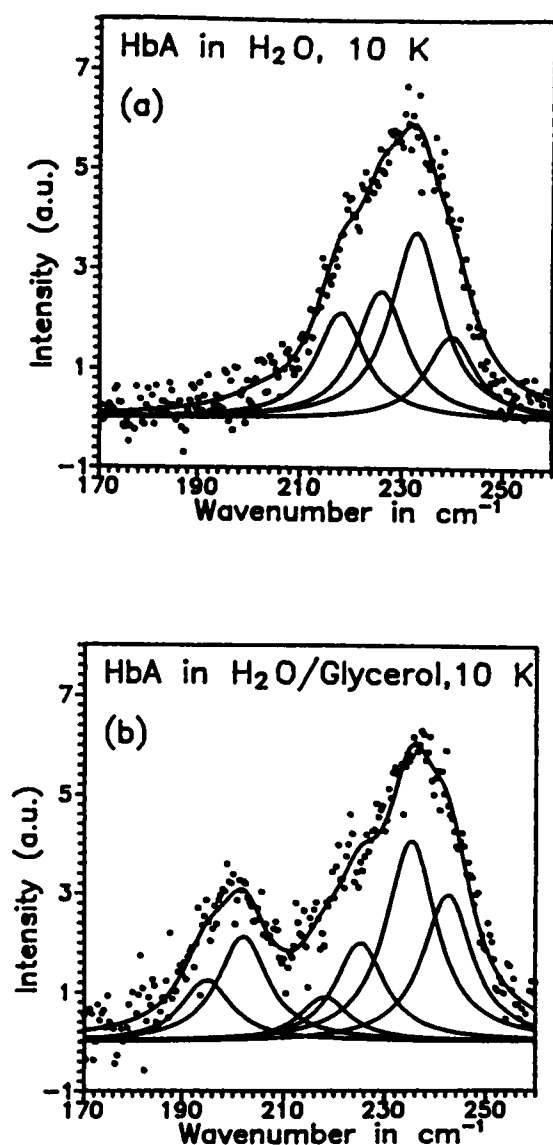 HbA in H₂O, 10 K
(a)
7
5
3
1
−1
Intensity (a.u.)
170 190 210 230 250
Wavenumber in cm⁻¹
HbA in H₂O/Glycerol, 10 K
(b)
7
5
3
1
−1
Intensity (a.u.)
170 190 210 230 250
Wavenumber in cm⁻¹